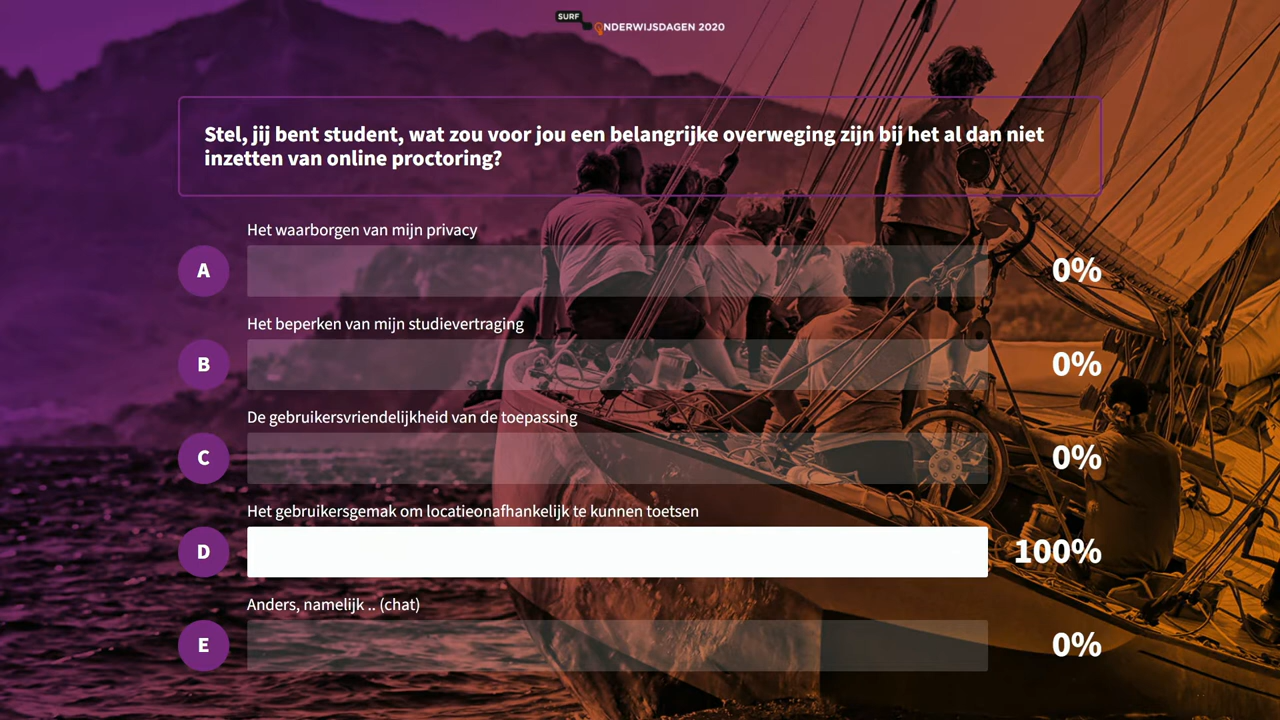 SURF
ONDERWIJSDAGEN 2020
Stel, jij bent student, wat zou voor jou een belangrijke overweging zijn bij het al dan niet
inzetten van online proctoring?
Het waarborgen van mijn privacy
A 0%
Het beperken van mijn studievertraging
B 0%
De gebruikersvriendelijkheid van de toepassing
C 0%
Het gebruikersgemak om locatieonafhankelijk te kunnen toetsen
D 100%
Anders, namelijk .. (chat)
E 0%